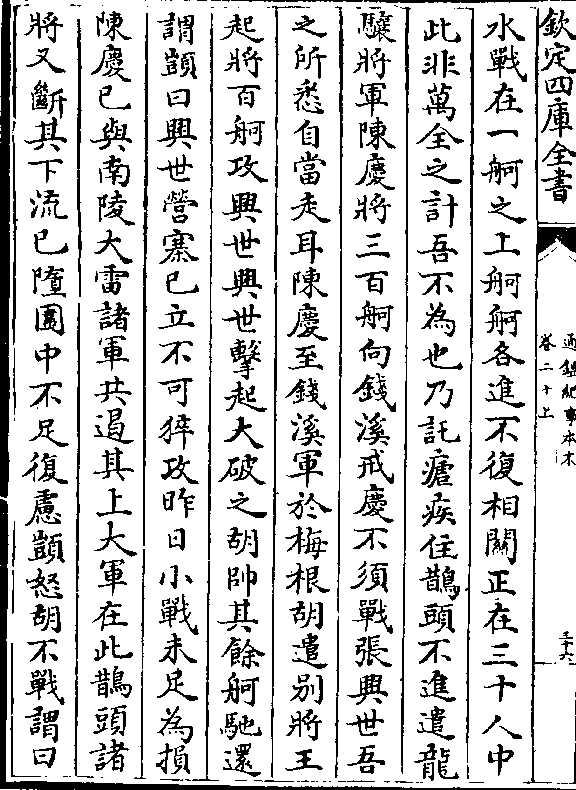 欽定四庫全書
通鑑紀事本末
卷二十上
三十六
水戰在一舸之上舸舸各進不復相關正在三十人中
此非萬全之計吾不為也乃託瘧疾住鵲頭不進遣龍
驤將軍陳慶將三百舸向錢溪戒慶不須戰張興世吾
之所悉自當走耳陳慶至錢溪軍於梅根胡遣别將王
起將百舸攻興世興世擊起大破之胡帥其餘舸馳還
謂顗曰興世營寨已立不可猝攻昨日小戰未足為損
陳慶已與南陵大雷諸軍共遏其上大軍在此鵲頭諸
將又斷其下流已墮圍中不足復慮顗怒胡不戰謂曰